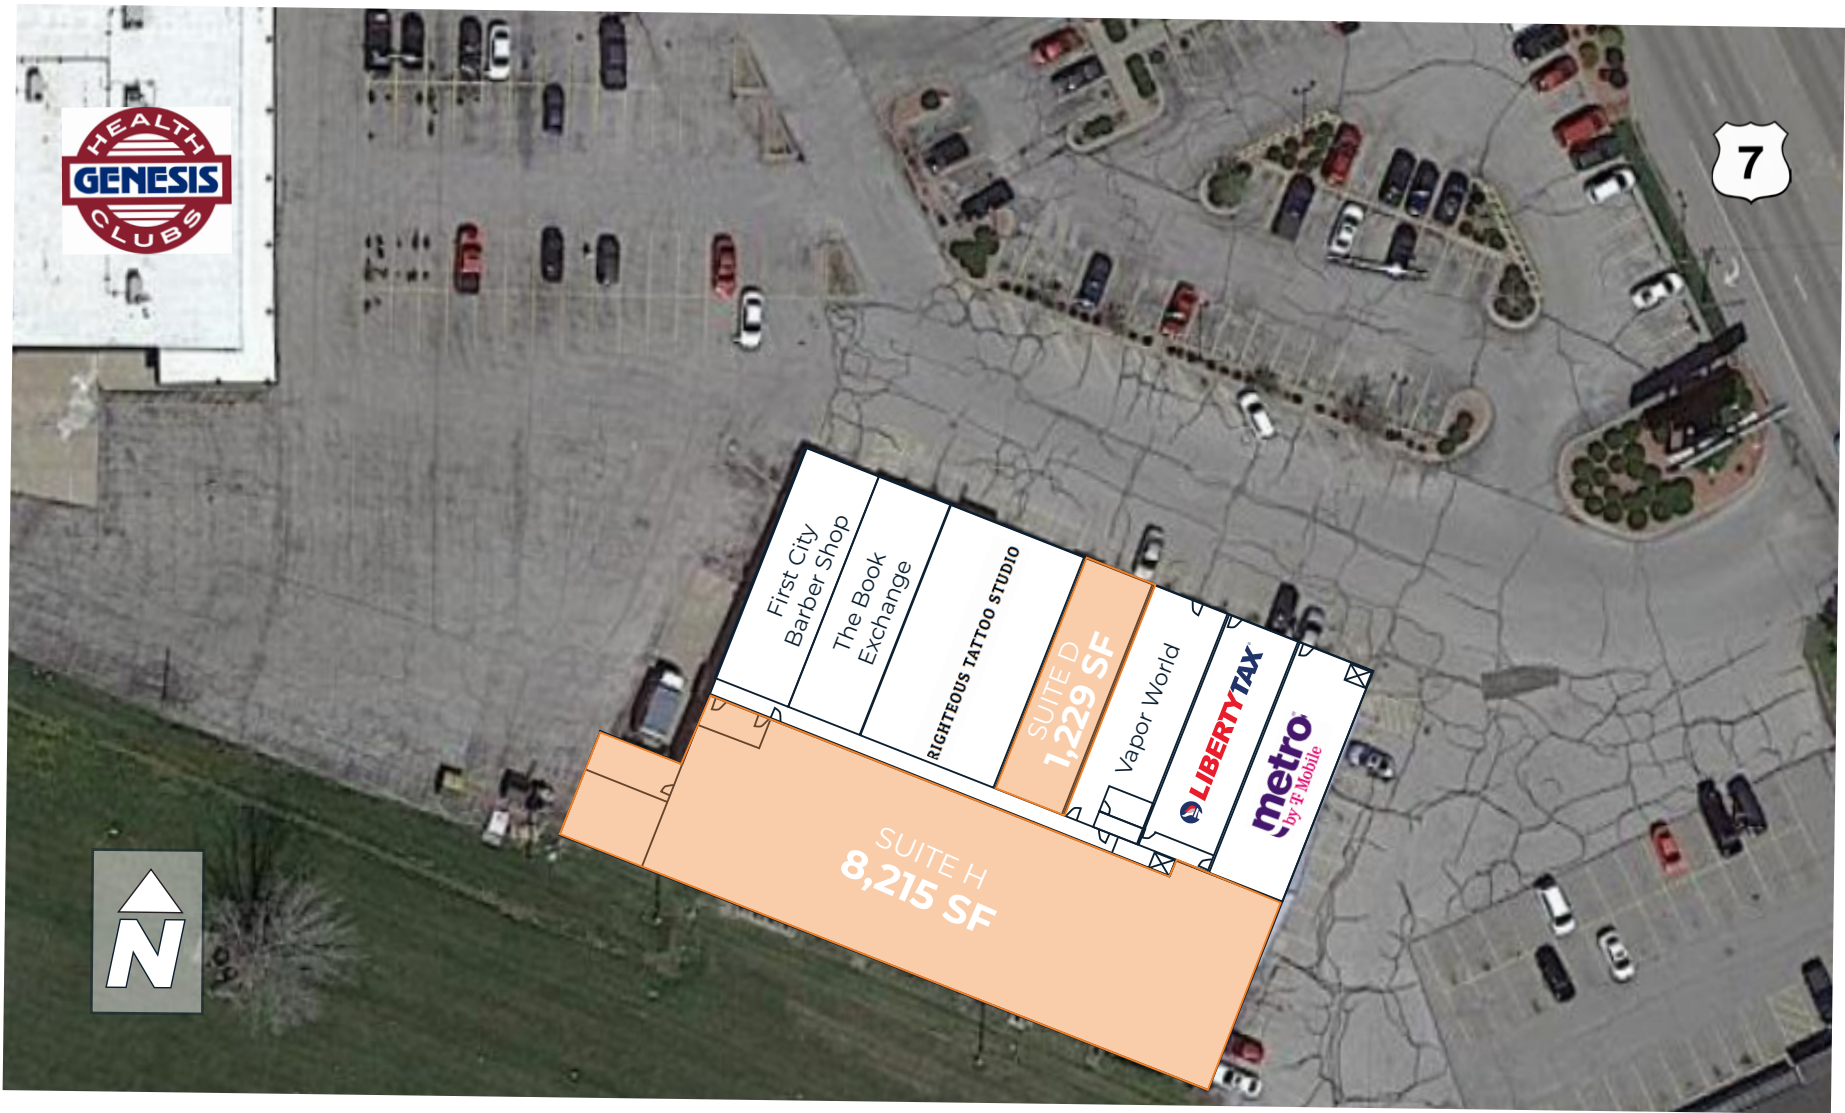 HEALTH
GENESIS
CLUBS
7
First City
Barber Shop
The Book
Exchange
RIGHTEOUS TATTOO STUDIO
SUITE D
1,229 SF
Vapor World
LIBERTYTAX
metro
by T Mobile
SUITE H
8,215 SF
N